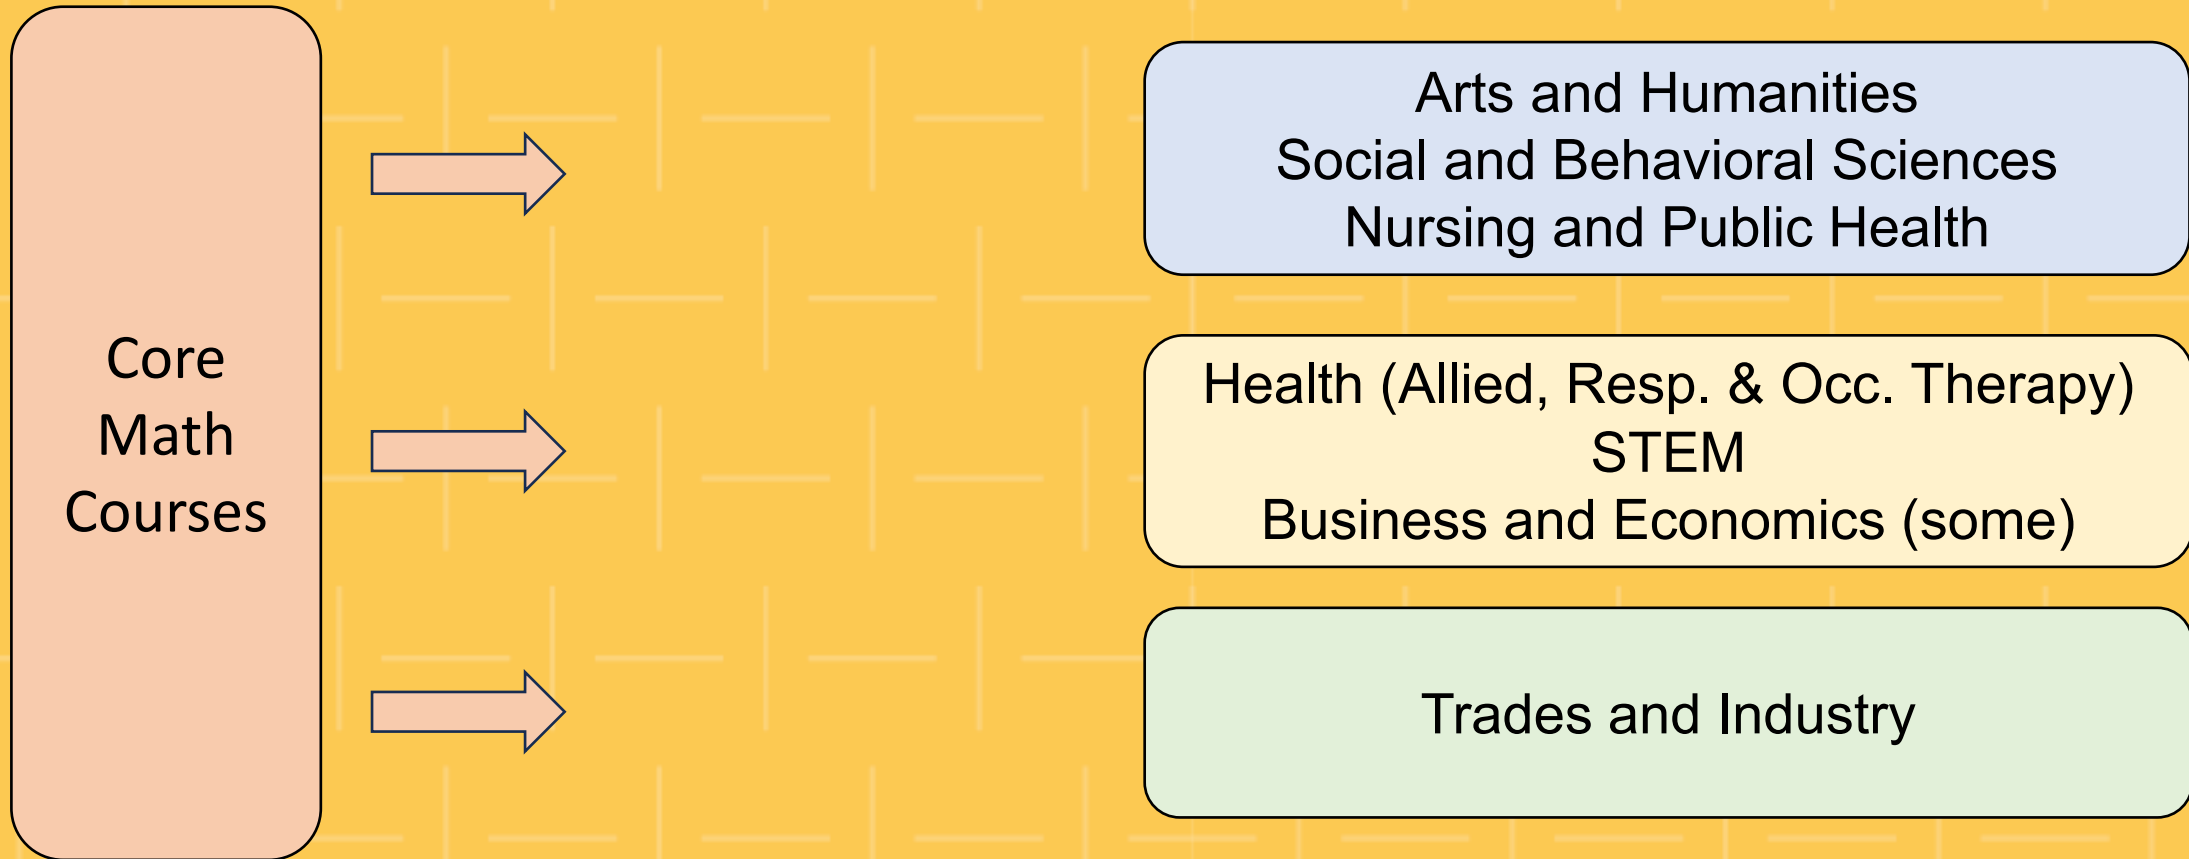 Core
Math
Courses
Arts and Humanities
Social and Behavioral Sciences
Nursing and Public Health
Health (Allied, Resp. & Occ. Therapy)
STEM
Business and Economics (some)
Trades and Industry